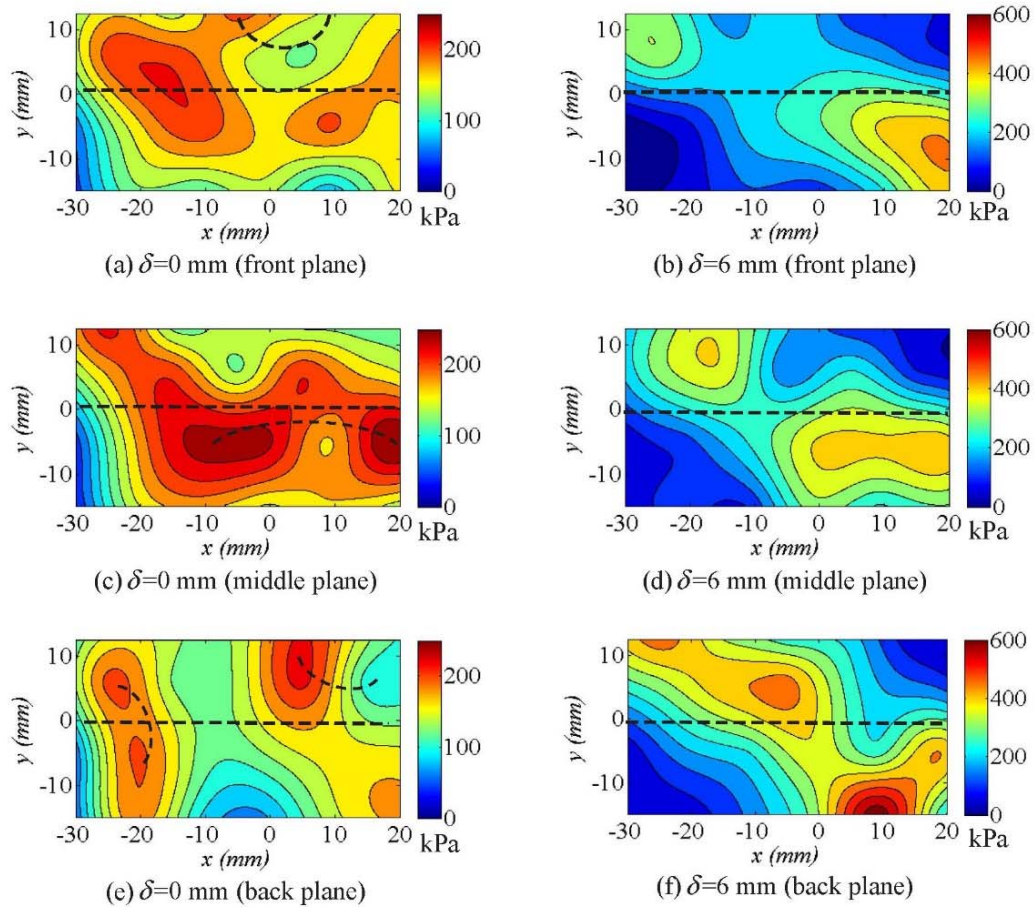 10
0
-10
y (mm)
-30 -20 -10 0 10 20
x (mm)
200
100
0
kPa
(a) δ=0 mm (front plane)
10
0
-10
y (mm)
-30 -20 -10 0 10 20
x (mm)
600
400
200
0
kPa
(b) δ=6 mm (front plane)
10
0
-10
y (mm)
-30 -20 -10 0 10 20
x (mm)
200
100
0
kPa
(c) δ=0 mm (middle plane)
10
0
-10
y (mm)
-30 -20 -10 0 10 20
x (mm)
600
400
200
0
kPa
(d) δ=6 mm (middle plane)
10
0
-10
y (mm)
-30 -20 -10 0 10 20
x (mm)
200
100
0
kPa
(e) δ=0 mm (back plane)
10
0
-10
y (mm)
-30 -20 -10 0 10 20
x (mm)
600
400
200
0
kPa
(f) δ=6 mm (back plane)